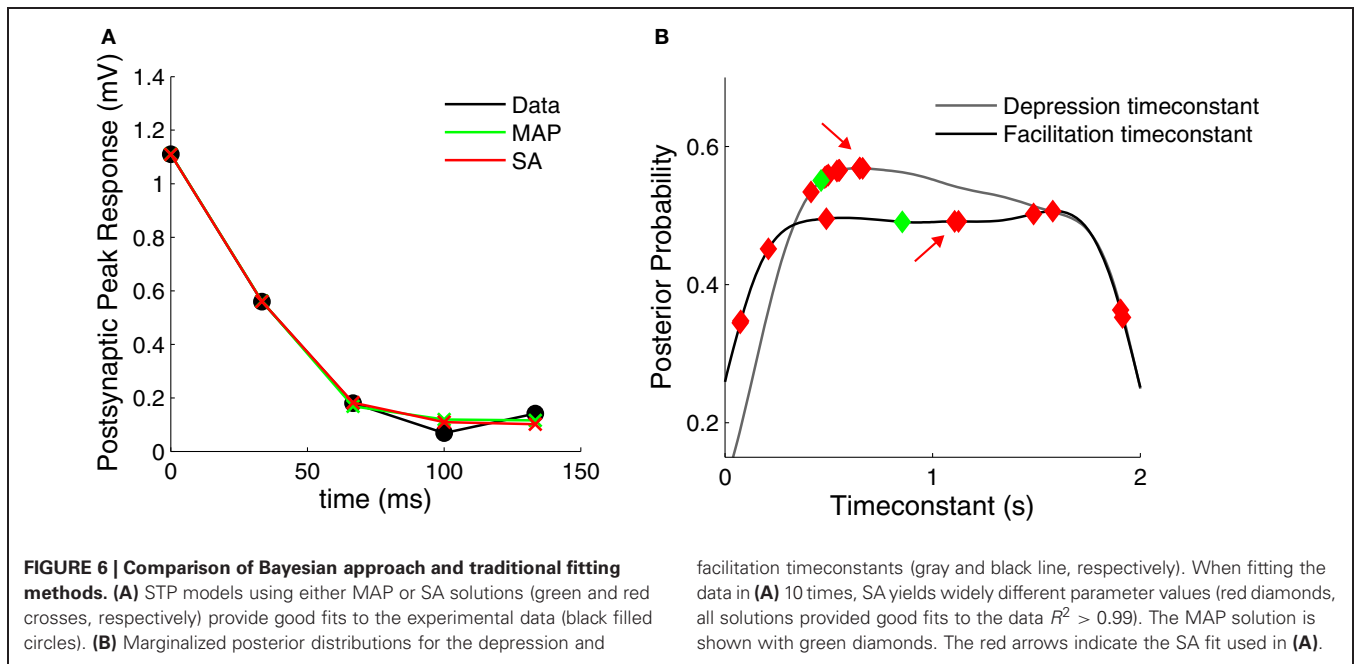 A
Postsynaptic Peak Response (mV)
1.4
1.2
1
0.8
0.6
0.4
0.2
0
0
50
100
150
time (ms)
Data
MAP
SA
B
Posterior Probability
0.6
0.4
0.2
0
1
2
Timeconstant (s)
Depression timeconstant
Facilitation timeconstant
FIGURE 6 | Comparison of Bayesian approach and traditional fitting
methods. (A) STP models using either MAP or SA solutions (green and red
crosses, respectively) provide good fits to the experimental data (black filled
circles). (B) Marginalized posterior distributions for the depression and
facilitation timeconstants (gray and black line, respectively). When fitting the
data in (A) 10 times, SA yields widely different parameter values (red diamonds,
all solutions provided good fits to the data R² > 0.99). The MAP solution is
shown with green diamonds. The red arrows indicate the SA fit used in (A).